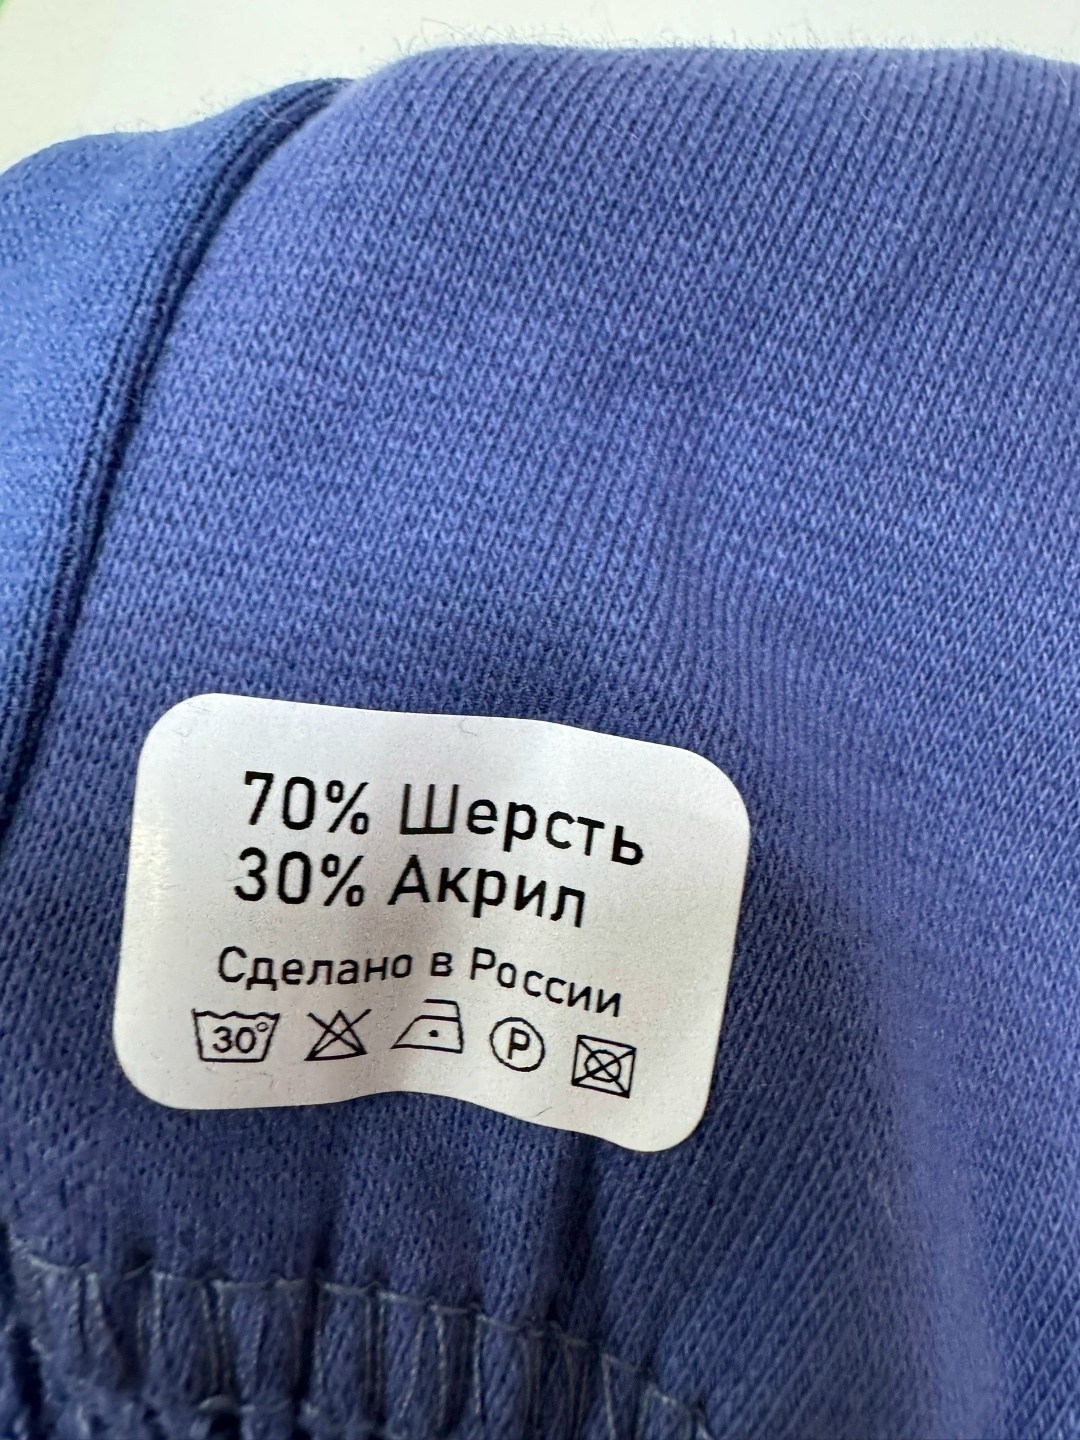 70% Шерсть
30% Акрил
Сделано в России
30° P